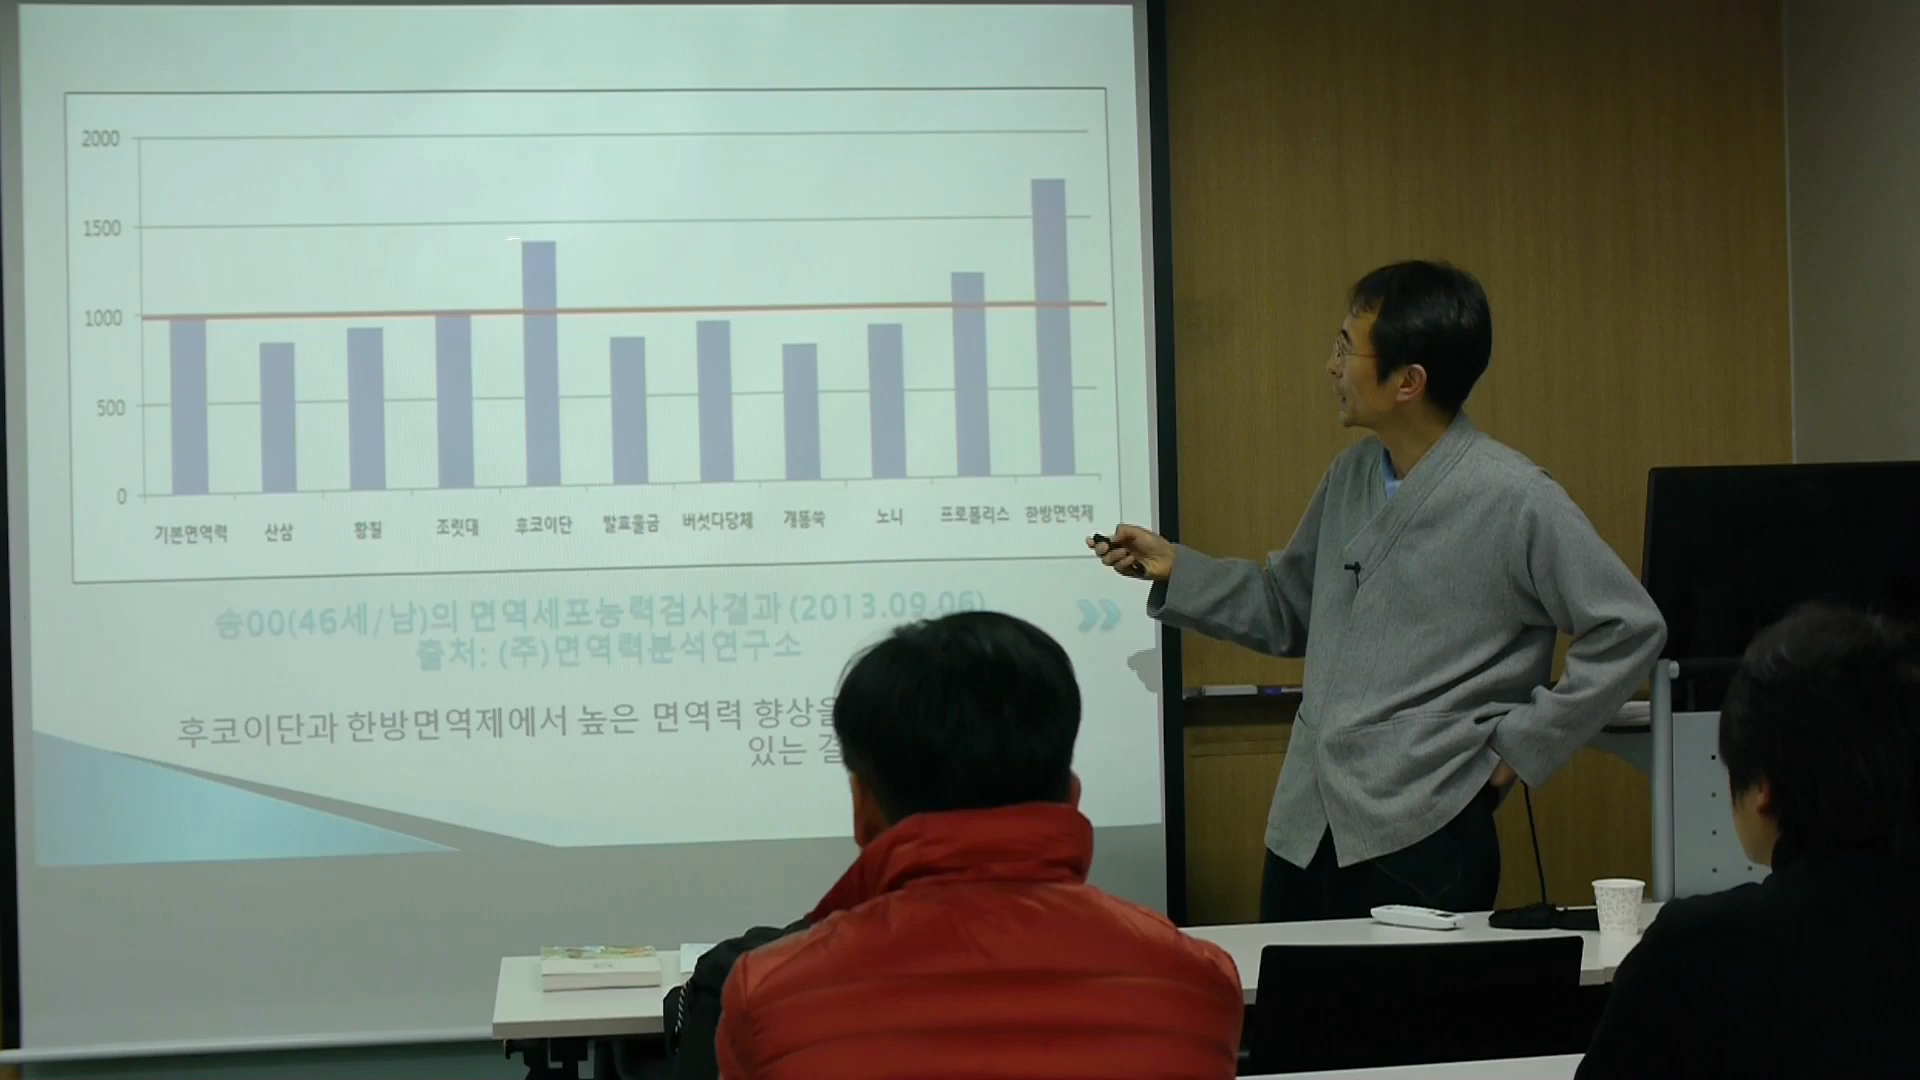 2000
1500
1000
500
0
기본면역력 산삼 황칠 조릿대 후코이단 발효울금 버섯다당체 개똥쑥 노니 프로폴리스 한방면역제
송00(46세/남)의 면역세포능력검사결과 (2013.09.06)
출처: (주)면역력분석연구소
후코이단과 한방면역제에서 높은 면역력 향상을
있는